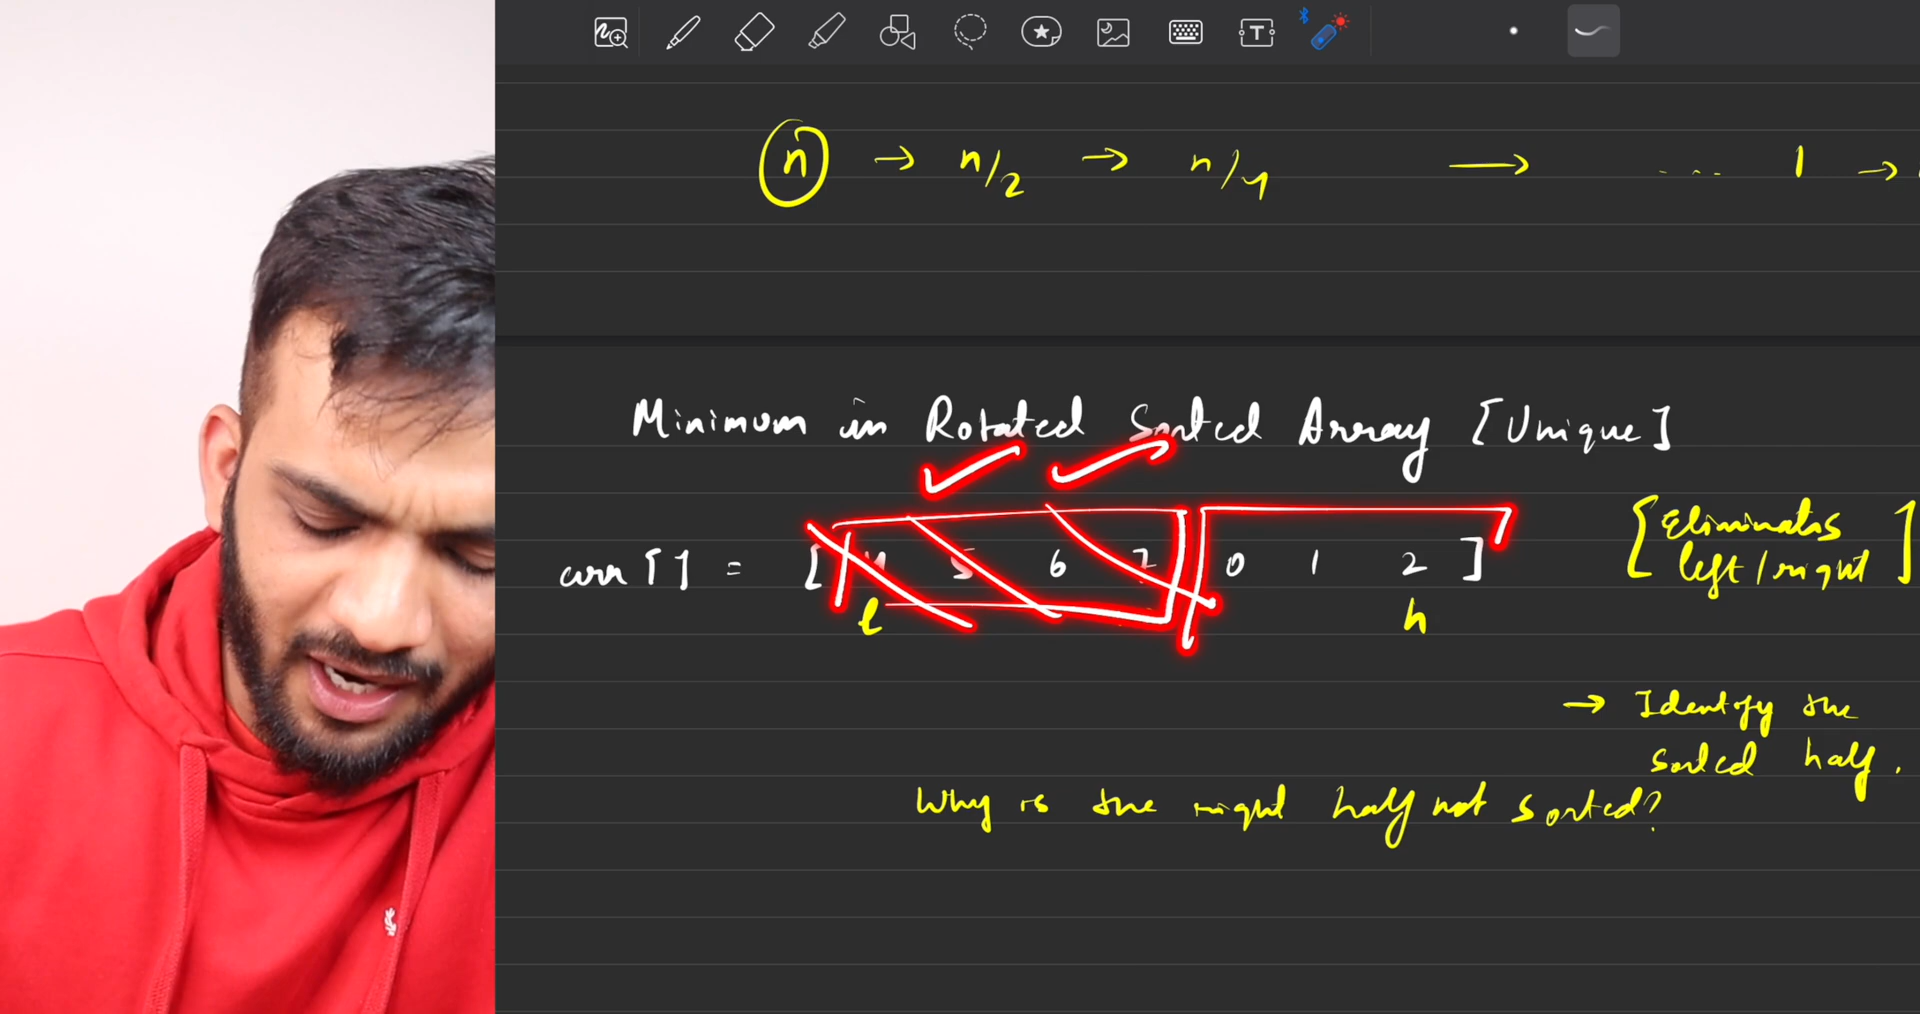 n → n/2 → n/4 → .... 1 →
Minimum in Rotated Sorted Array [Unique]
arr[] = [ 4 5 6 7 0 1 2 ]
l h
[Eliminates
left/right]
→ Identify the
sorted half.
Why is the right half not sorted?